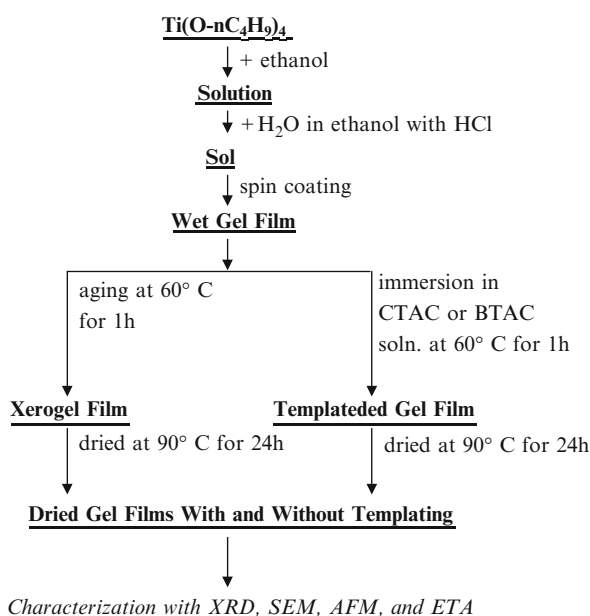 Ti(O-nC₄H₉)₄
+ ethanol
Solution
+H₂O in ethanol with HCl
Sol
spin coating
Wet Gel Film
aging at 60° C
for 1h
immersion in
CTAC or BTAC
soln. at 60° C for 1h
Xerogel Film
Templateded Gel Film
dried at 90° C for 24h
dried at 90° C for 24h
Dried Gel Films With and Without Templating
Characterization with XRD, SEM, AFM, and ETA